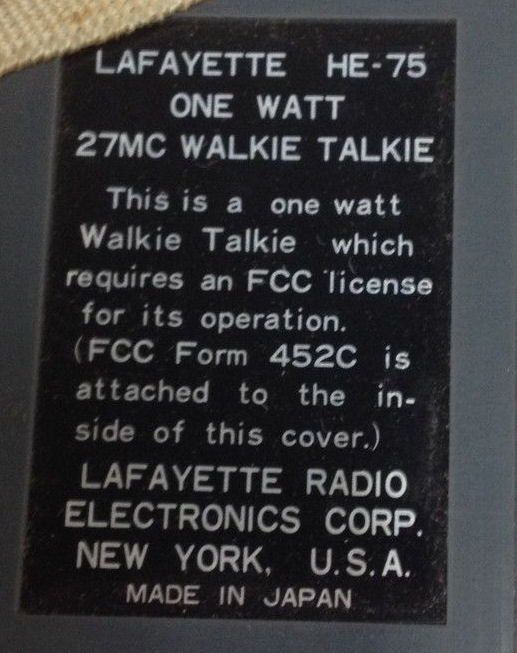 LAFAYETTE HE-75
ONE WATT
27MC WALKIE TALKIE
This is a one watt
Walkie Talkie which
requires an FCC license
for its operation.
(FCC Form 452C is
attached to the in-
side of this cover.)
LAFAYETTE RADIO
ELECTRONICS CORP.
NEW YORK, U.S.A.
MADE IN JAPAN